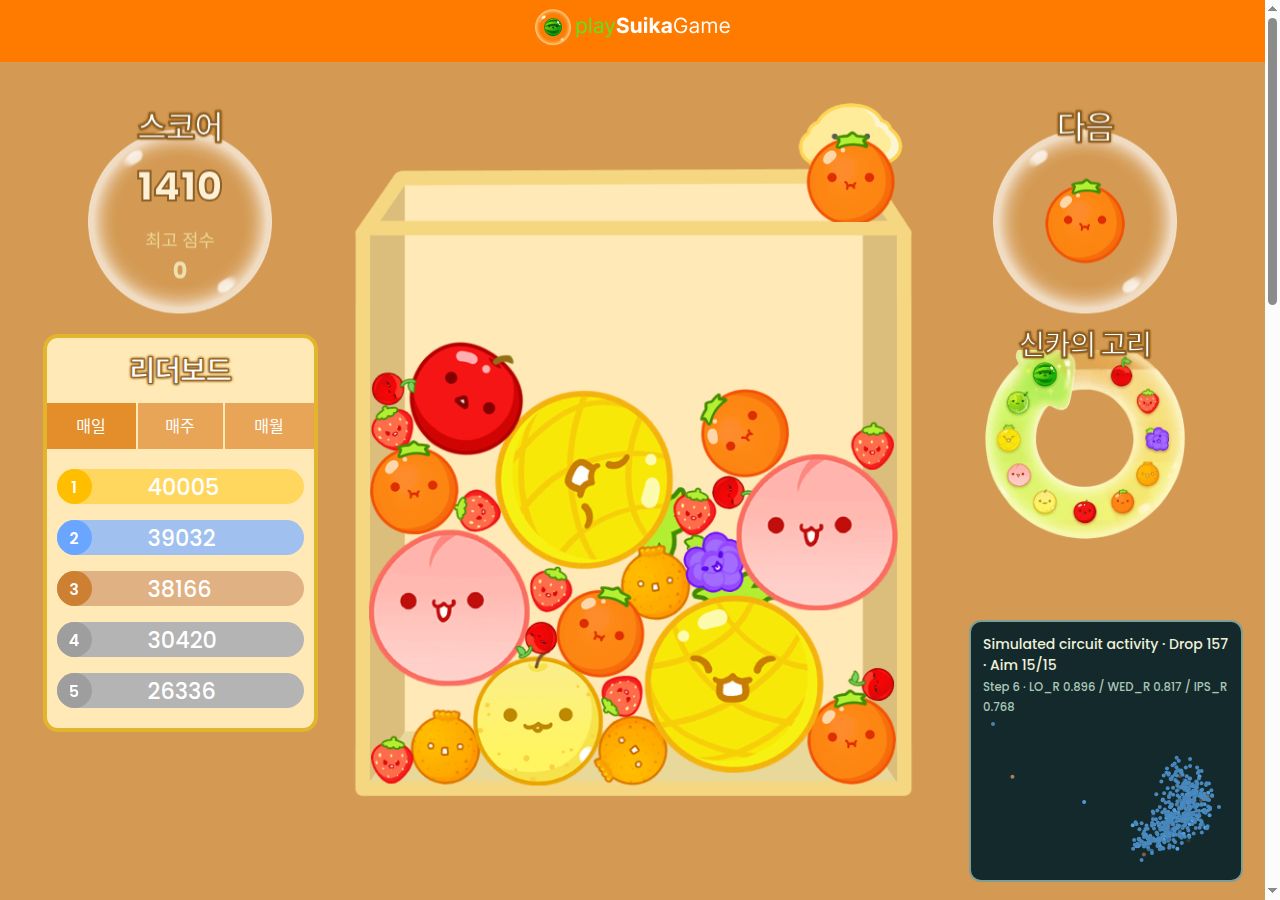 playSuikaGame
스코어
1410
최고 점수
0
다음
리더보드
매일 매주 매월
1 40005
2 39032
3 38166
4 30420
5 26336
신카의 고리
Simulated circuit activity · Drop 157
· Aim 15/15
Step 6 · LO_R 0.896 / WED_R 0.817 / IPS_R
0.768